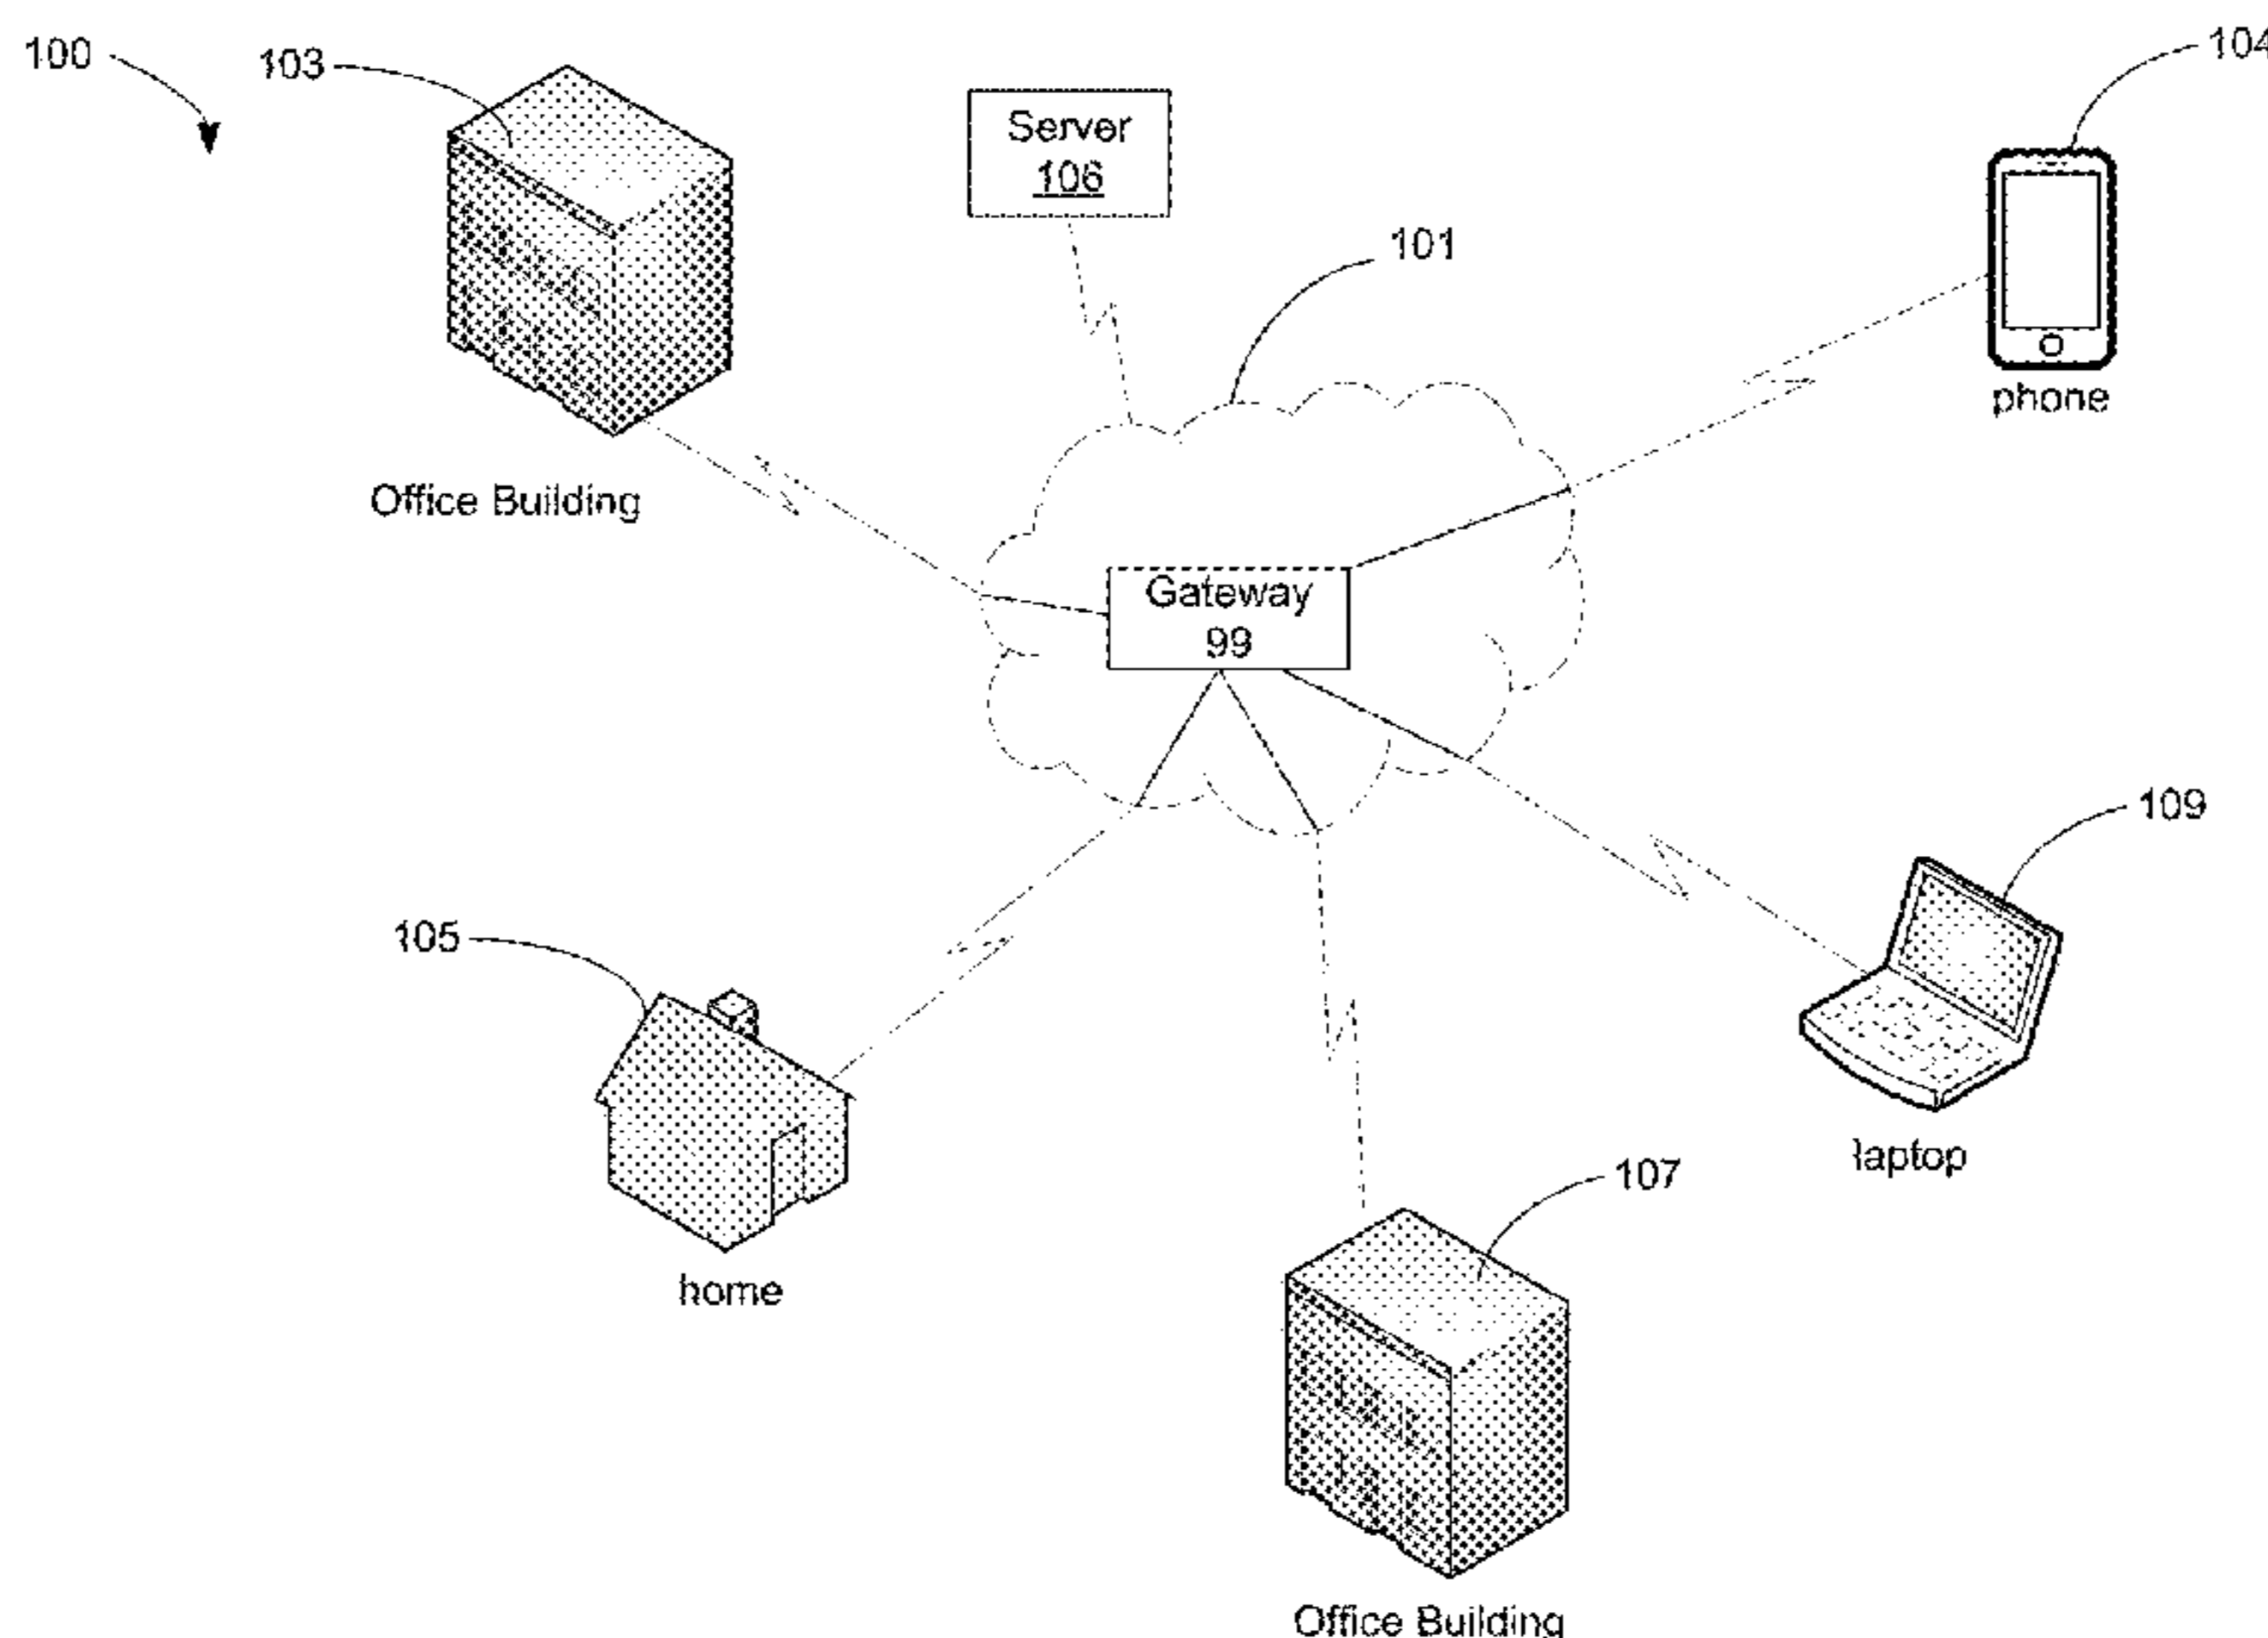 100
103
104
Server
106
101
phone
Office Building
Gateway
99
109
105
laptop
107
home
Office Building